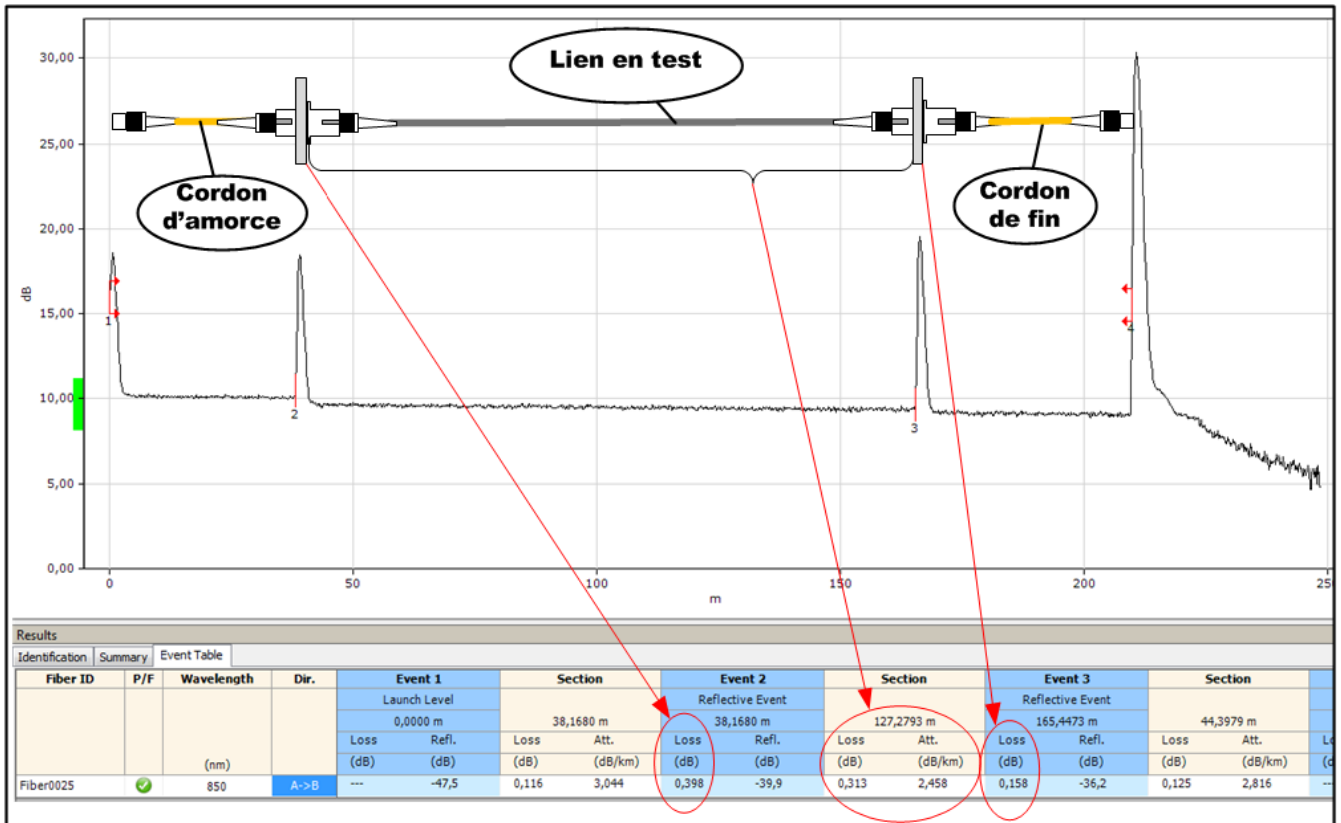 30,00
25,00
20,00
15,00
10,00
5,00
0,00
dB
Lien en test
Cordon
d'amorce
Cordon
de fin
1
2
3
4
0
50
100
150
200
250
m
Results
Identification Summary Event Table
Fiber ID P/F Wavelength Dir. Event 1 Section Event 2 Section Event 3 Section
Launch Level Reflective Event Reflective Event
0,0000 m 38,1680 m 38,1680 m 127,2793 m 165,4473 m 44,3979 m
Loss Refl. Loss Att. Loss Refl. Loss Att. Loss Refl. Loss Att.
(nm) (dB) (dB) (dB) (dB/km) (dB) (dB) (dB) (dB/km) (dB) (dB) (dB) (dB/km)
Fiber0025 850 A->B --- -47,5 0,116 3,044 0,398 -39,9 0,313 2,458 0,158 -36,2 0,125 2,816